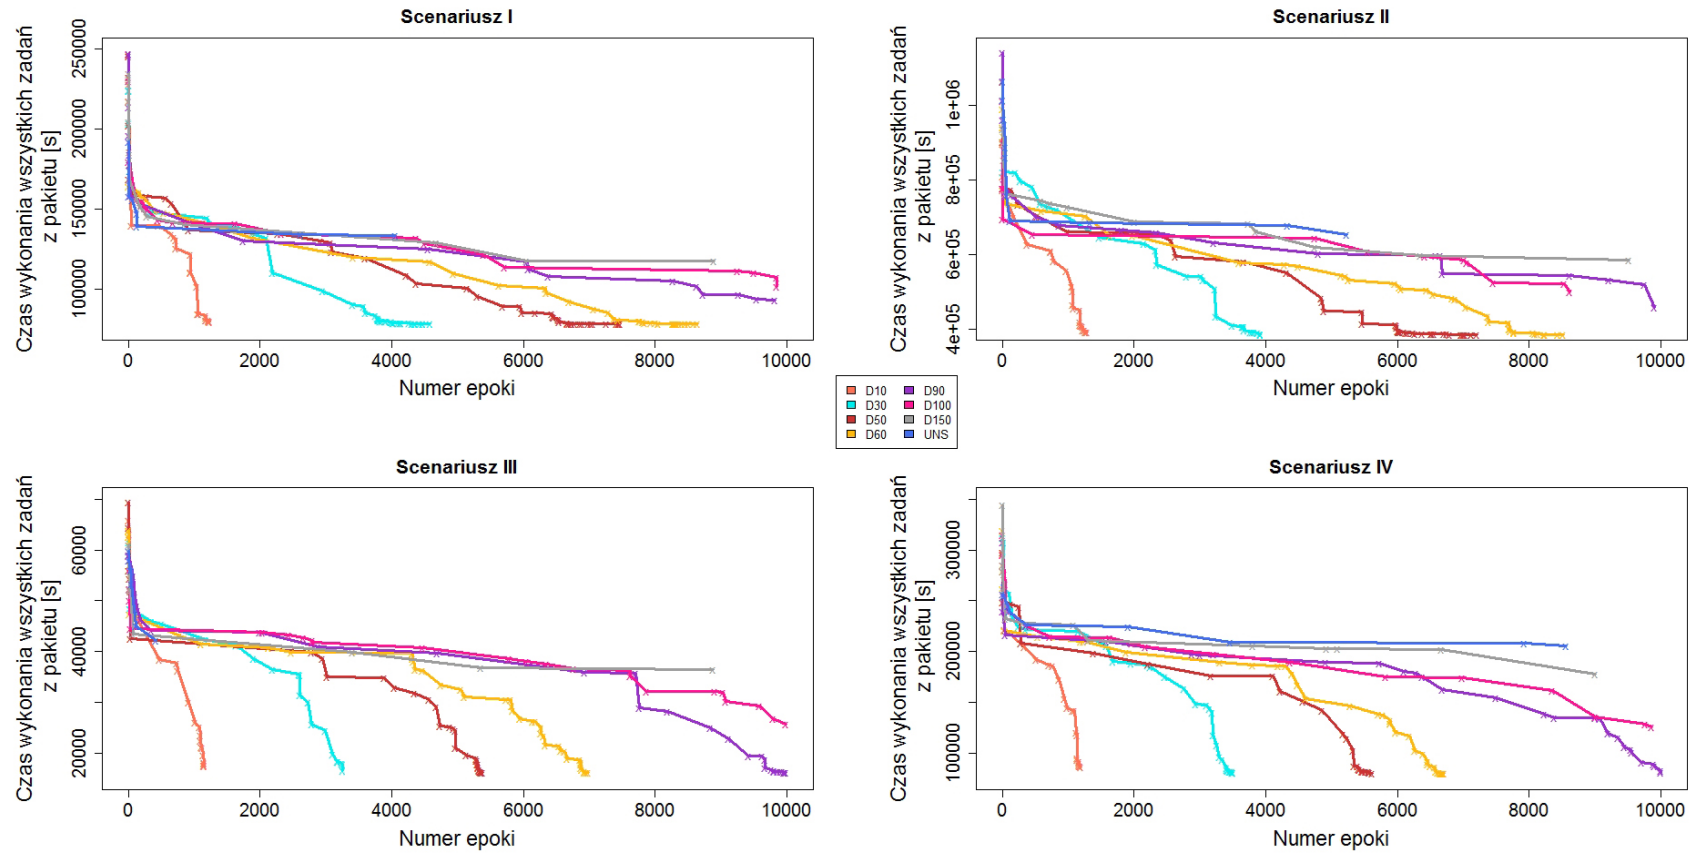 Scenariusz I
Czas wykonania wszystkich zadań
z pakietu [s]
250000
200000
150000
100000
0 2000 4000 6000 8000 10000
Numer epoki
Scenariusz II
Czas wykonania wszystkich zadań
z pakietu [s]
1e+06
8e+05
6e+05
4e+05
0 2000 4000 6000 8000 10000
Numer epoki
D10 D90
D30 D100
D50 D150
D60 UNS
Scenariusz III
Czas wykonania wszystkich zadań
z pakietu [s]
60000
40000
20000
0 2000 4000 6000 8000 10000
Numer epoki
Scenariusz IV
Czas wykonania wszystkich zadań
z pakietu [s]
300000
200000
100000
0 2000 4000 6000 8000 10000
Numer epoki